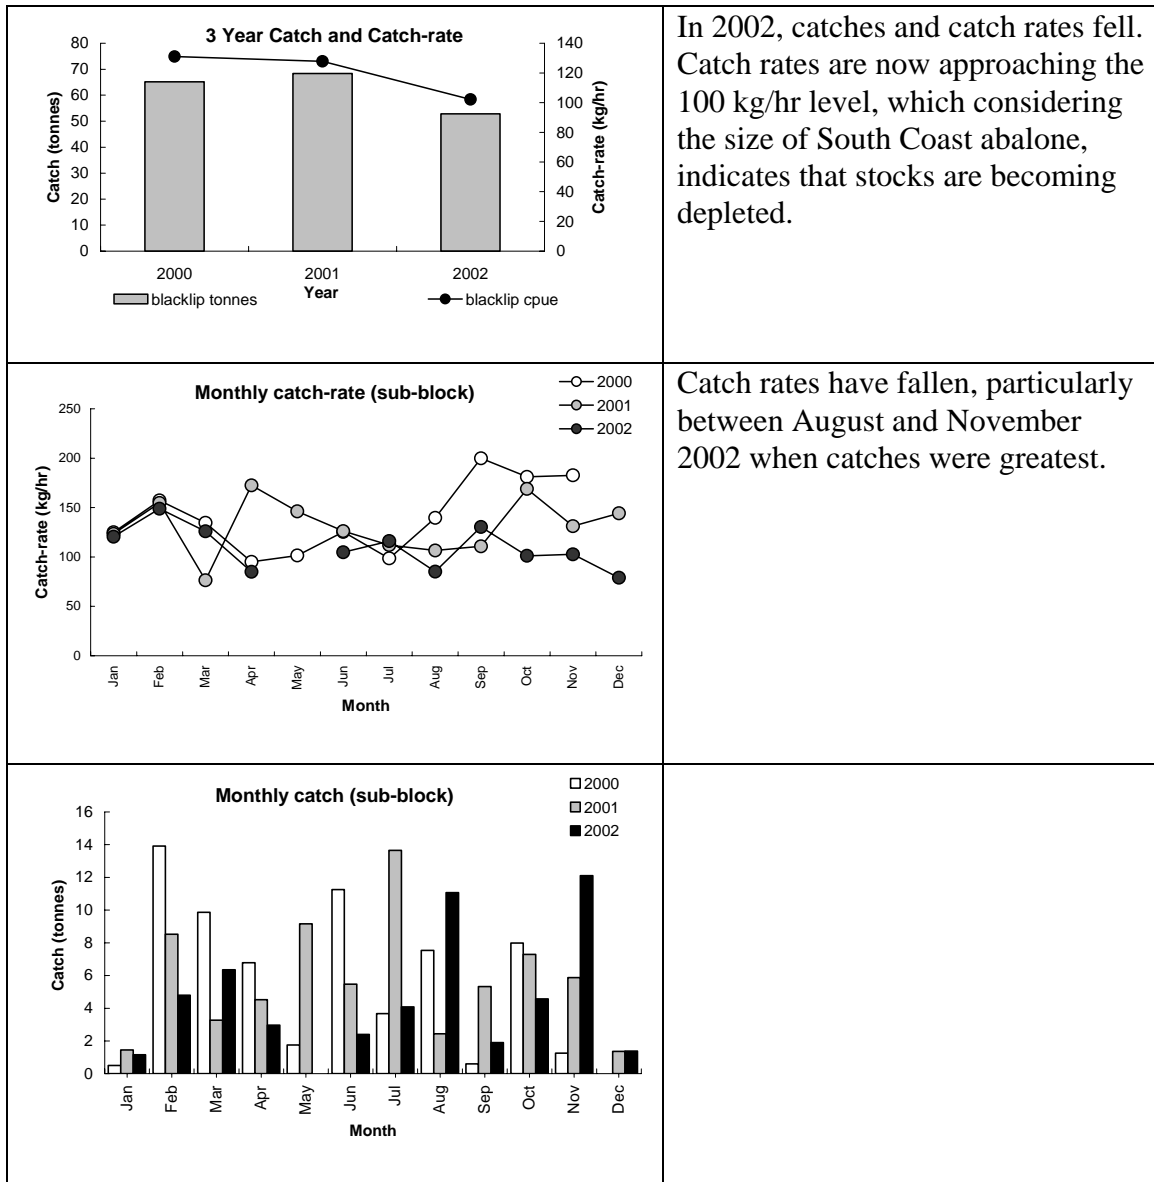 3 Year Catch and Catch-rate
Catch (tonnes)
80
70
60
50
40
30
20
10
0
140
120
100
80
60
40
20
0
Catch-rate (kg/hr)
2000 2001 2002
Year
blacklip tonnes
blacklip cpue
In 2002, catches and catch rates fell.
Catch rates are now approaching the
100 kg/hr level, which considering
the size of South Coast abalone,
indicates that stocks are becoming
depleted.
Monthly catch-rate (sub-block)
2000
2001
2002
Catch-rate (kg/hr)
250
200
150
100
50
0
Jan Feb Mar Apr May Jun Jul Aug Sep Oct Nov Dec
Month
Catch rates have fallen, particularly
between August and November
2002 when catches were greatest.
Monthly catch (sub-block)
2000
2001
2002
Catch (tonnes)
16
14
12
10
8
6
4
2
0
Jan Feb Mar Apr May Jun Jul Aug Sep Oct Nov Dec
Month